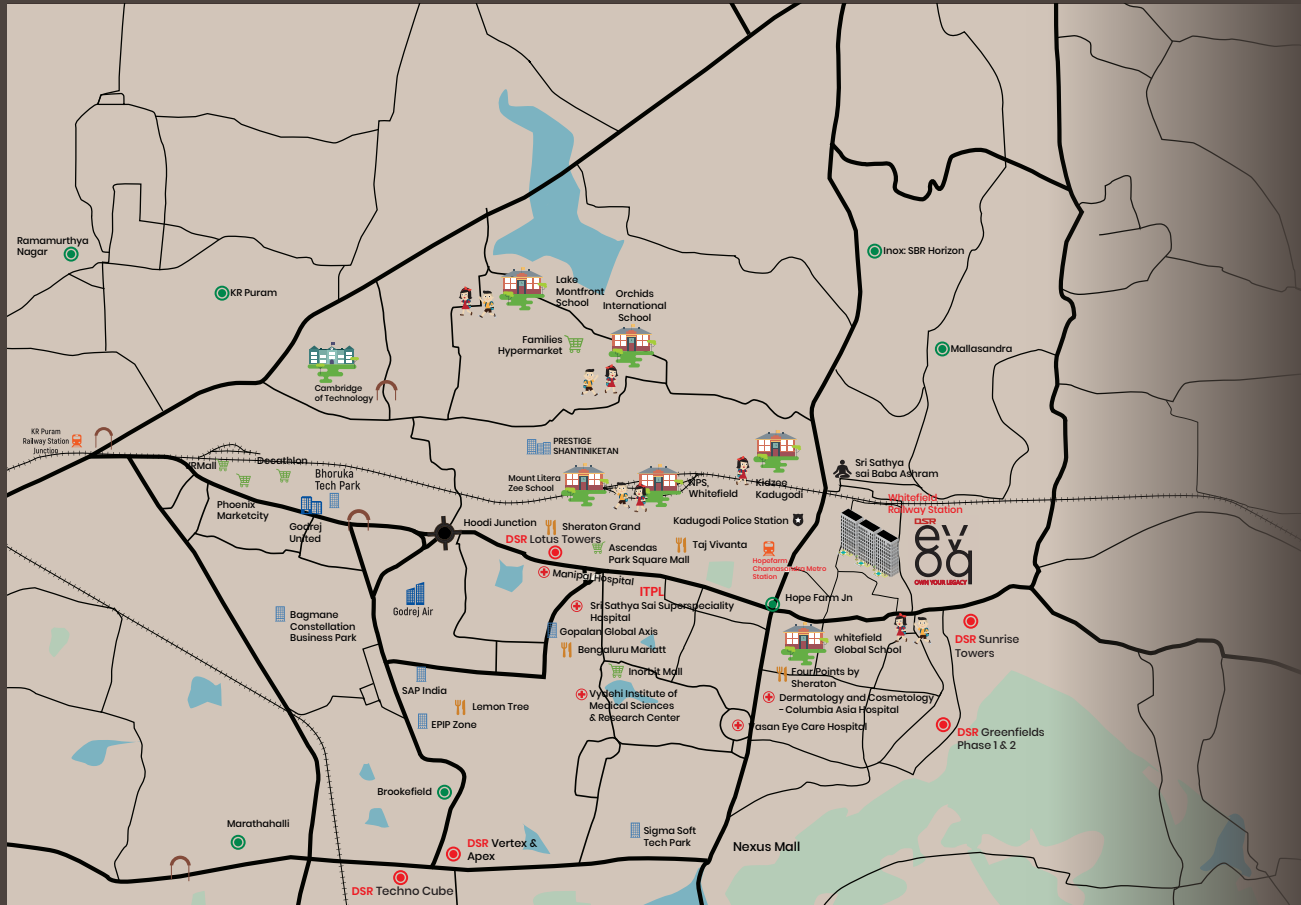 Ramamurthya
Nagar
KR Puram
Inox: SBR Horizon
Lake
Montfront
School
Orchids
International
School
Families
Hypermarket
Mallasandra
Cambridge
of Technology
KR Puram
Railway Station
Junction
VRMall
Decathlon
Bhoruka
Tech Park
Phoenix
Marketcity
Godrej
United
PRESTIGE
SHANTINIKETAN
Mount Litera
Zee School
NPS,
Whitefield
Kidzee
Kadugodi
Sri Sathya
sai Baba Ashram
Whitefield
Railway Station
Hoodi Junction
Sheraton Grand
DSR Lotus Towers
Ascendas
Park Square Mall
Taj Vivanta
Kadugodi Police Station
Hopefarm
Channasandra Metro
Station
DSR
evoq
OWN YOUR LEGACY
Manipal Hospital
ITPL
Hope Farm Jn
Godrej Air
Sri Sathya Sai Superspeciality
Hospital
Bagmane
Constellation
Business Park
Gopalan Global Axis
Bengaluru Mariatt
whitefield
Global School
DSR Sunrise
Towers
Inorbit Mall
Four Points by
Sheraton
SAP India
Lemon Tree
EPIP Zone
Vydehi Institute of
Medical Sciences
& Research Center
Dermatology and Cosmetology
- Columbia Asia Hospital
Vasan Eye Care Hospital
DSR Greenfields
Phase 1 & 2
Brookefield
Marathahalli
DSR Vertex &
Apex
Sigma Soft
Tech Park
Nexus Mall
DSR Techno Cube